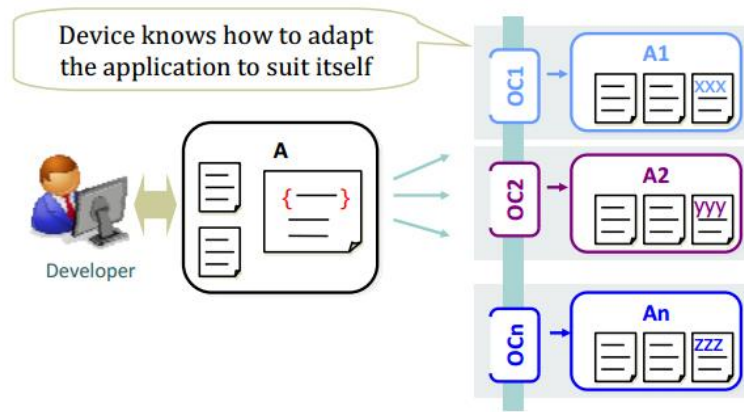 Device knows how to adapt
the application to suit itself
Developer
A
{ }
OC1
A1
xxx
OC2
A2
yyy
OCn
An
zzz